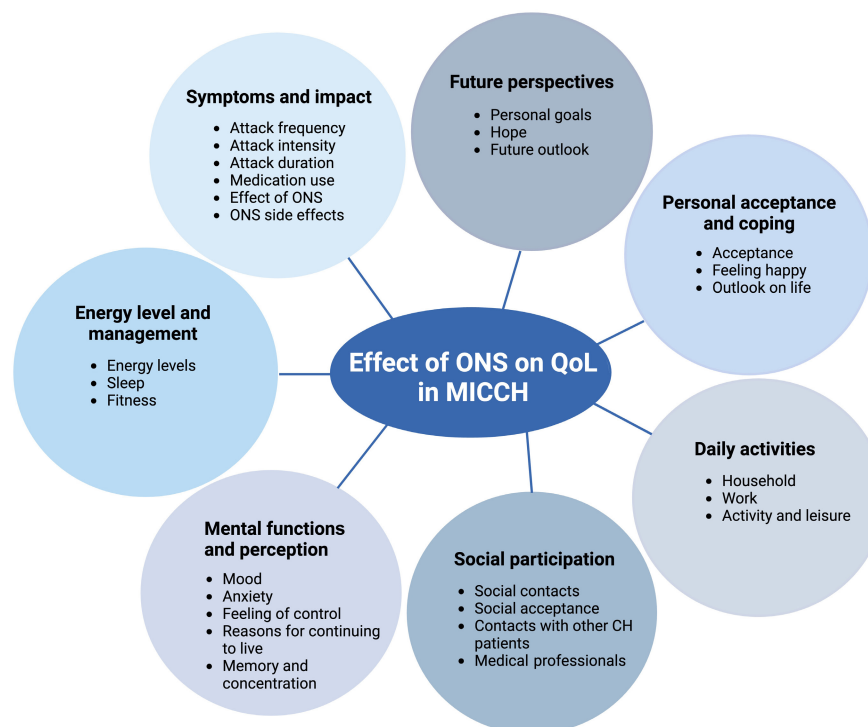 Symptoms and impact
• Attack frequency
• Attack intensity
• Attack duration
• Medication use
• Effect of ONS
• ONS side effects
Future perspectives
• Personal goals
• Hope
• Future outlook
Personal acceptance
and coping
• Acceptance
• Feeling happy
• Outlook on life
Energy level and
management
• Energy levels
• Sleep
• Fitness
Effect of ONS on QoL
in MICCH
Daily activities
• Household
• Work
• Activity and leisure
Mental functions
and perception
• Mood
• Anxiety
• Feeling of control
• Reasons for continuing
to live
• Memory and
concentration
Social participation
• Social contacts
• Social acceptance
• Contacts with other CH
patients
• Medical professionals